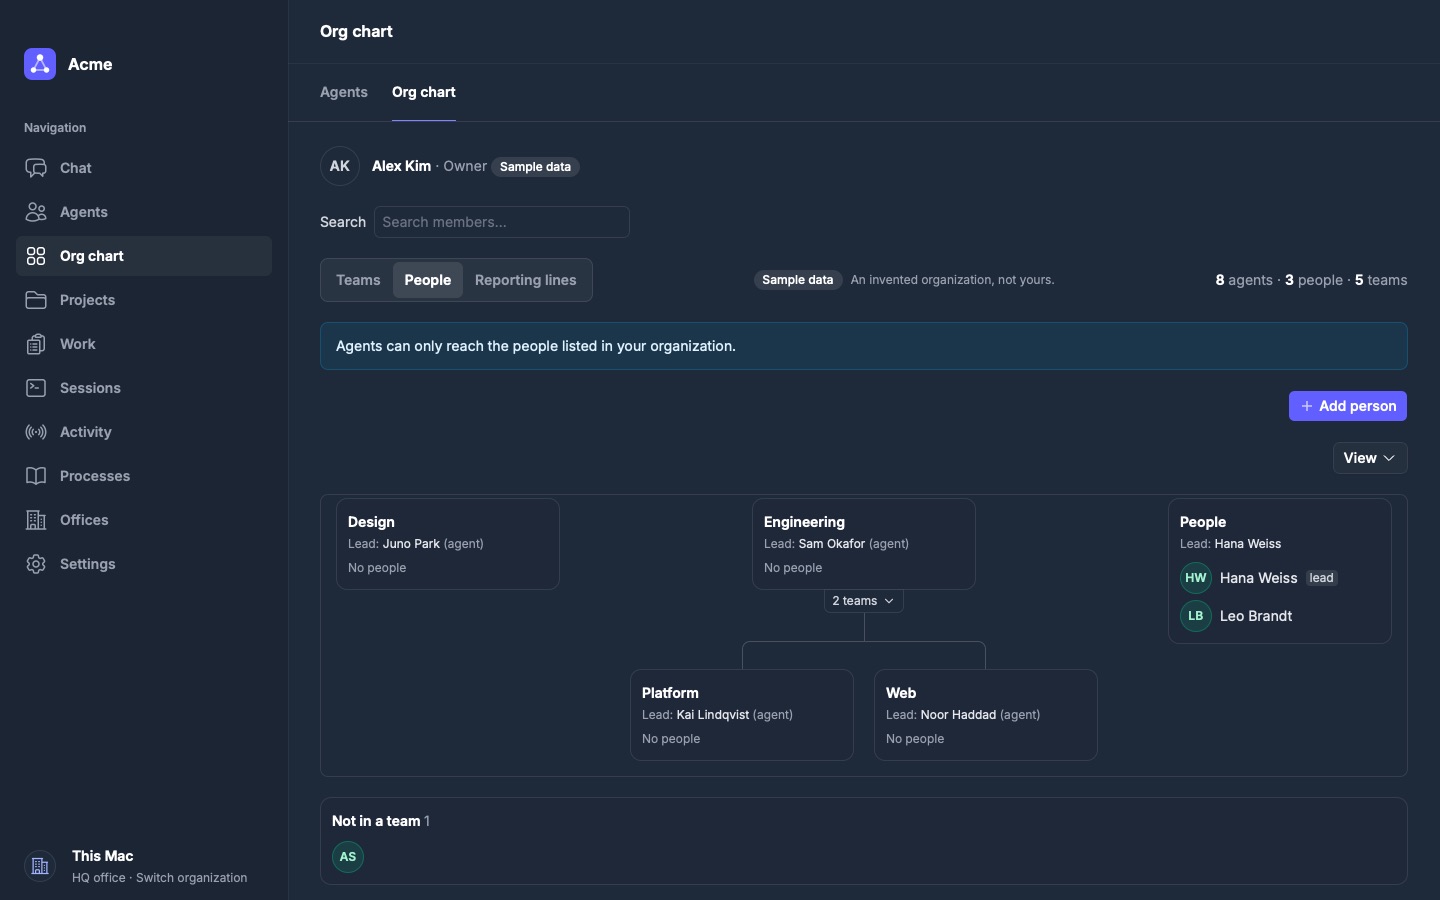 Org chart
Acme
Agents
Org chart
Navigation
Chat
Agents
Org chart
Projects
Work
Sessions
Activity
Processes
Offices
Settings
This Mac
HQ office · Switch organization
AK
Alex Kim · Owner Sample data
Search Search members...
Teams People Reporting lines
Sample data An invented organization, not yours.
8 agents · 3 people · 5 teams
Agents can only reach the people listed in your organization.
Add person
View
Design
Lead: Juno Park (agent)
No people
Engineering
Lead: Sam Okafor (agent)
No people
2 teams
People
Lead: Hana Weiss
HW Hana Weiss lead
LB Leo Brandt
Platform
Lead: Kai Lindqvist (agent)
No people
Web
Lead: Noor Haddad (agent)
No people
Not in a team 1
AS